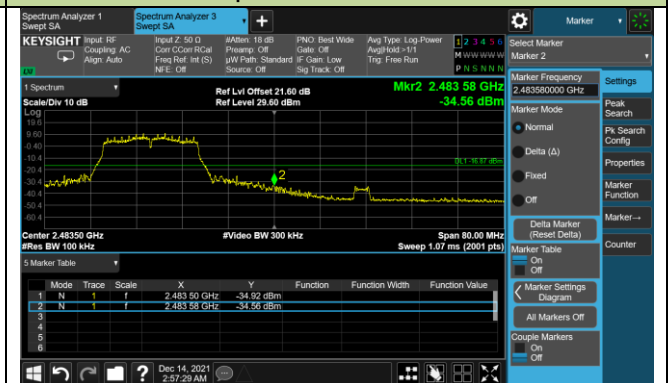 Spectrum Analyzer 1
Swept SA
Spectrum Analyzer 3
Swept SA
+
Marker
KEYSIGHT
Input: RF
Coupling: AC
Align: Auto
Input Z: 50 Ω
Corr CCorr RCal
Freq Ref: Int (S)
NFE: Off
#Atten: 18 dB
Preamp: Off
µW Path: Standard
Source: Off
PNO: Best Wide
Gate: Off
IF Gain: Low
Sig Track: Off
Avg Type: Log-Power
Avg|Hold:>1/1
Trig: Free Run
1 2 3 4 5 6
M W W W W W
P N S N N N
LXI
Select Marker
Marker 2
1 Spectrum
Scale/Div 10 dB
Ref Lvl Offset 21.60 dB
Ref Level 29.60 dBm
Mkr2 2.483 58 GHz
-34.56 dBm
Log
19.6
9.60
-0.40
-10.4
-20.4
-30.4
-40.4
-50.4
-60.4
2
DL1 -16.87 dBm
Center 2.48350 GHz
#Res BW 100 kHz
#Video BW 300 kHz
Span 80.00 MHz
Sweep 1.07 ms (2001 pts)
5 Marker Table
Mode Trace Scale X Y Function Function Width Function Value
1 N 1 f 2.483 50 GHz -34.92 dBm
2 N 1 f 2.483 58 GHz -34.56 dBm
3
4
5
6
Marker Frequency
2.483580000 GHz
Marker Mode
Normal
Delta (Δ)
Fixed
Off
Delta Marker
(Reset Delta)
Marker Table
On
Off
Marker Settings
Diagram
All Markers Off
Couple Markers
On
Off
Settings
Peak
Search
Pk Search
Config
Properties
Marker
Function
Marker→
Counter
?
Dec 14, 2021
2:57:29 AM